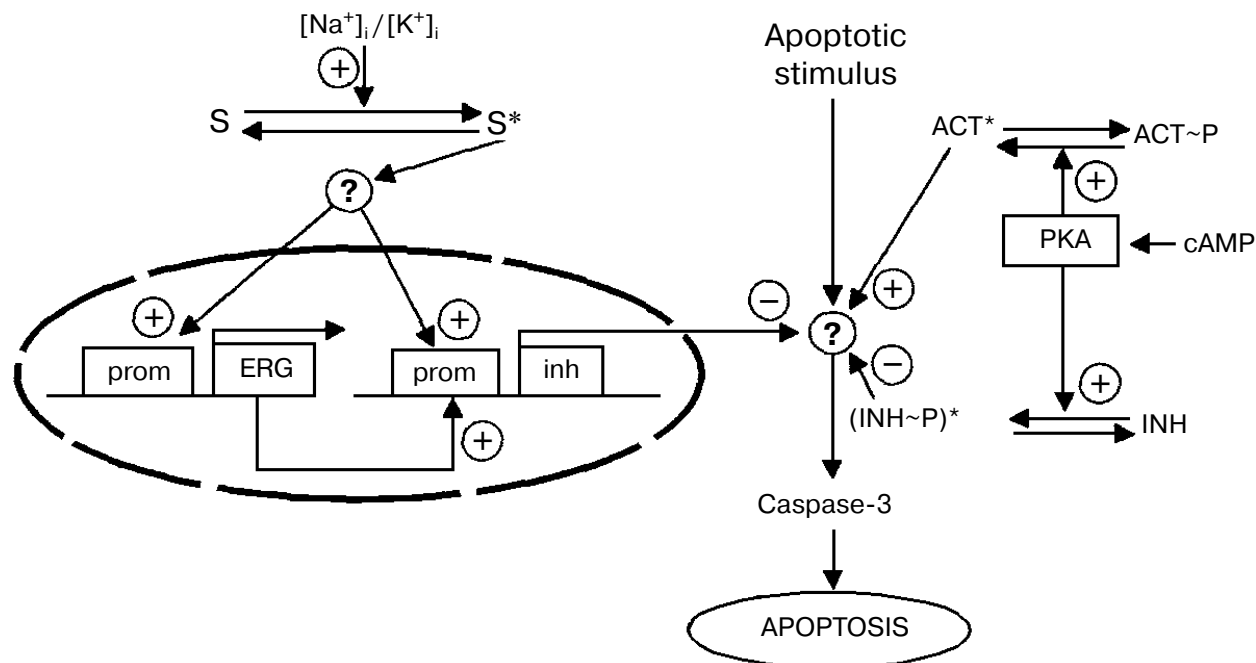 [Na⁺]ᵢ/[K⁺]ᵢ
+
S
S*
?
+
prom
ERG
+
prom
inh
+
Apoptotic
stimulus
−
?
+
−
(INH~P)*
Caspase-3
APOPTOSIS
ACT*
ACT~P
+
PKA
cAMP
+
INH